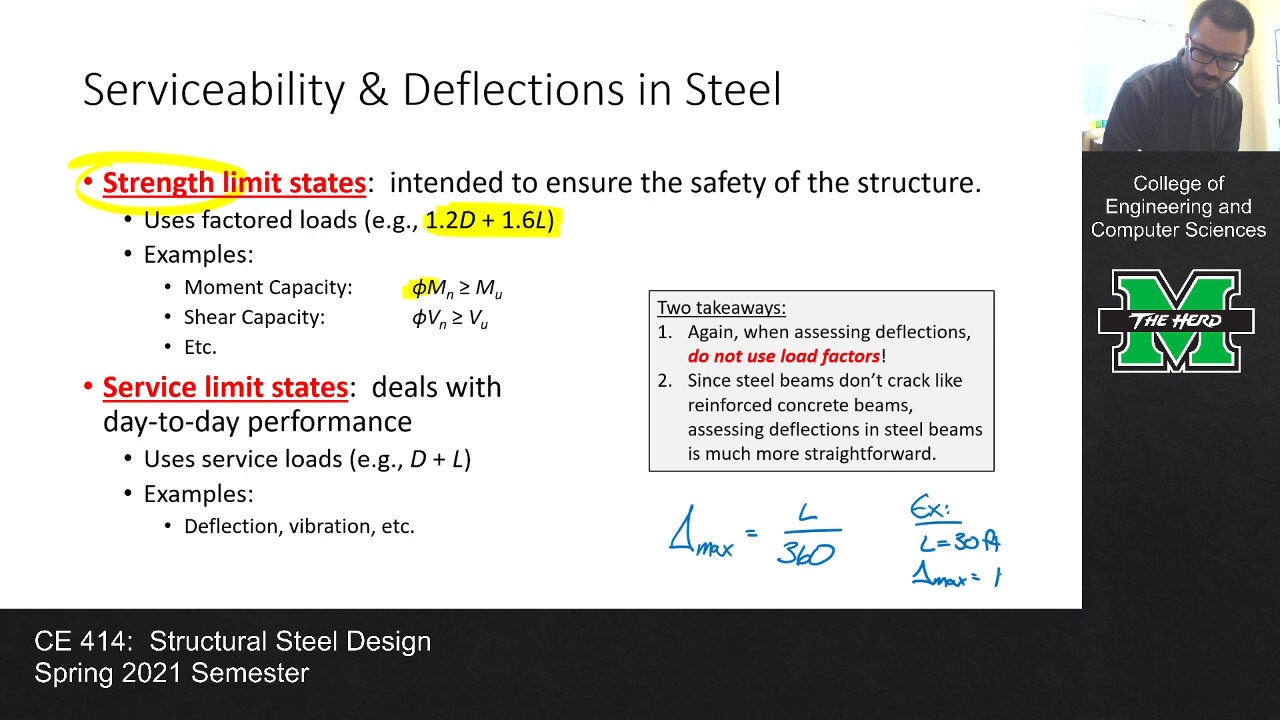 Serviceability & Deflections in Steel
• Strength limit states: intended to ensure the safety of the structure.
• Uses factored loads (e.g., 1.2D + 1.6L)
• Examples:
• Moment Capacity: ϕMn ≥ Mu
• Shear Capacity: ϕVn ≥ Vu
• Etc.
• Service limit states: deals with
day-to-day performance
• Uses service loads (e.g., D + L)
• Examples:
• Deflection, vibration, etc.
Two takeaways:
1. Again, when assessing deflections,
do not use load factors!
2. Since steel beams don’t crack like
reinforced concrete beams,
assessing deflections in steel beams
is much more straightforward.
Δmax = L/360
Ex:
L = 30 ft
Δmax = 1
College of
Engineering and
Computer Sciences
THE HERD
CE 414: Structural Steel Design
Spring 2021 Semester